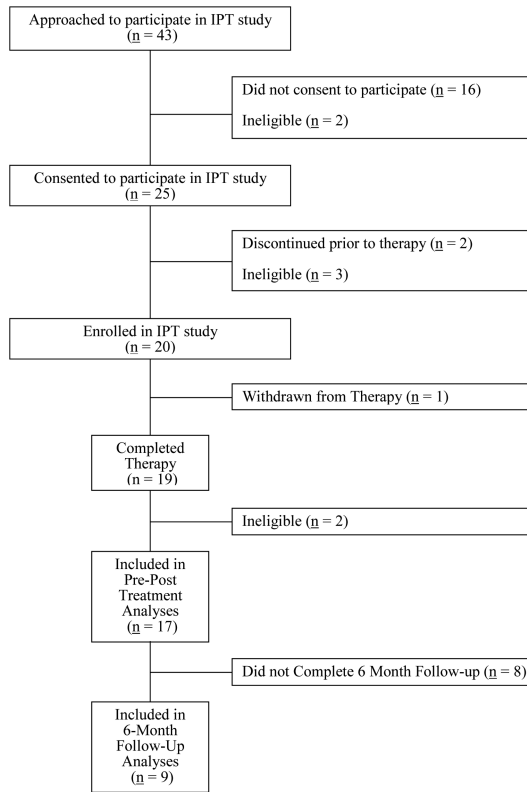 Approached to participate in IPT study
(n = 43)
Did not consent to participate (n = 16)
Ineligible (n = 2)
Consented to participate in IPT study
(n = 25)
Discontinued prior to therapy (n = 2)
Ineligible (n = 3)
Enrolled in IPT study
(n = 20)
Withdrawn from Therapy (n = 1)
Completed
Therapy
(n = 19)
Ineligible (n = 2)
Included in
Pre-Post
Treatment
Analyses
(n = 17)
Did not Complete 6 Month Follow-up (n = 8)
Included in
6-Month
Follow-Up
Analyses
(n = 9)